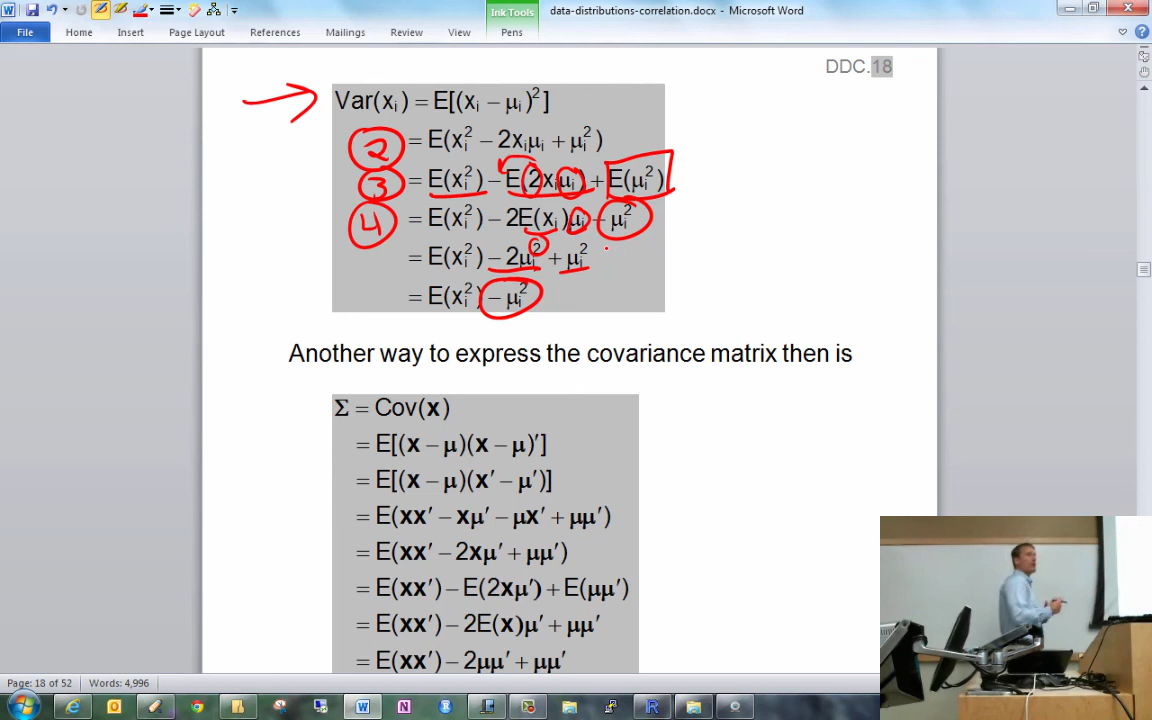 Ink Tools
data-distributions-correlation.docx - Microsoft Word
File Home Insert Page Layout References Mailings Review View Pens
DDC.18
Var(xᵢ) = E[(xᵢ − μᵢ)²]
2 = E(xᵢ² − 2xᵢμᵢ + μᵢ²)
3 = E(xᵢ²) − E(2xᵢμᵢ) + E(μᵢ²)
4 = E(xᵢ²) − 2E(xᵢ)μᵢ + μᵢ²
= E(xᵢ²) − 2μᵢ² + μᵢ²
= E(xᵢ²) − μᵢ²
Another way to express the covariance matrix then is
Σ = Cov(x)
= E[(x − μ)(x − μ)′]
= E[(x − μ)(x′ − μ′)]
= E(xx′ − xμ′ − μx′ + μμ′)
= E(xx′ − 2xμ′ + μμ′)
= E(xx′) − E(2xμ′) + E(μμ′)
= E(xx′) − 2E(x)μ′ + μμ′
= E(xx′) − 2μμ′ + μμ′
Page: 18 of 52 Words: 4,996